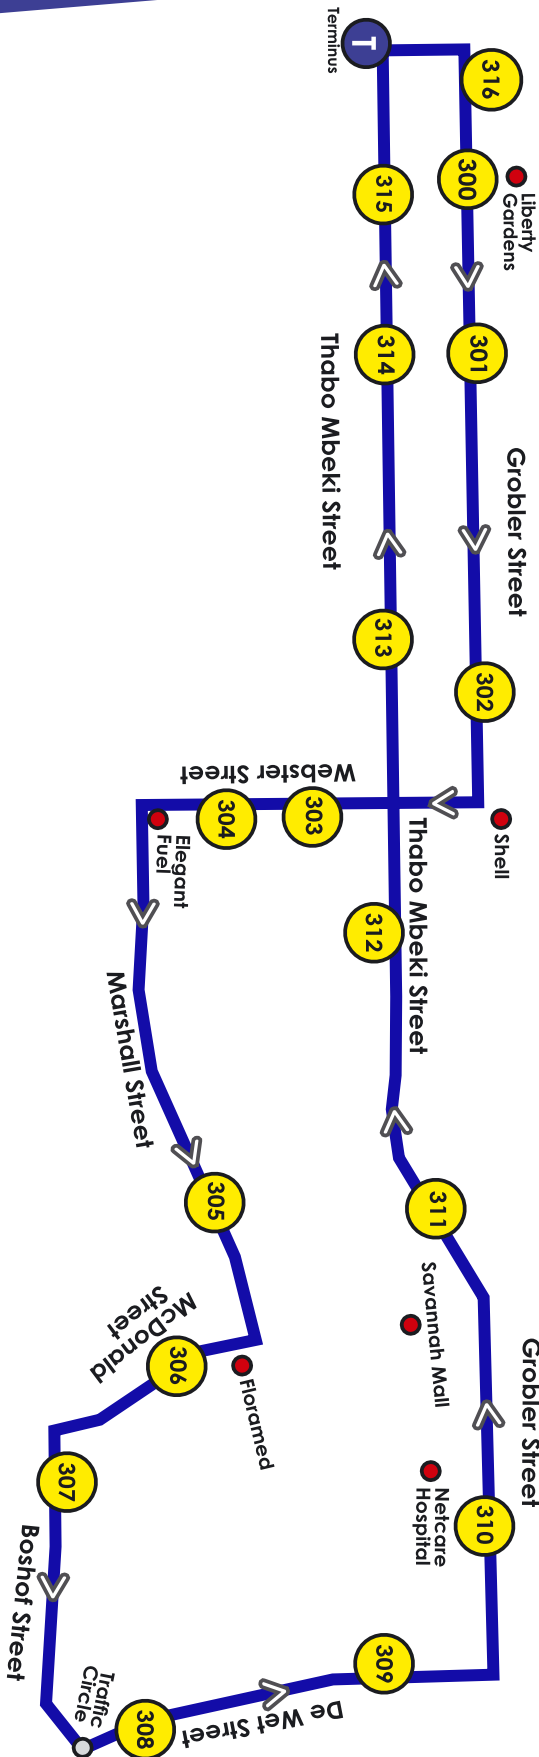 T
Terminus
316
300
Liberty
Gardens
315
301
314
Thabo Mbeki Street
Grobler Street
313
302
Webster Street
304
303
Shell
Elegant
Fuel
Thabo Mbeki Street
312
Marshall Street
305
311
Savannah Mall
McDonald
Street
306
Floramed
Grobler Street
307
Netcare
Hospital
310
Boshof Street
309
Traffic
Circle
308
De Wet Street